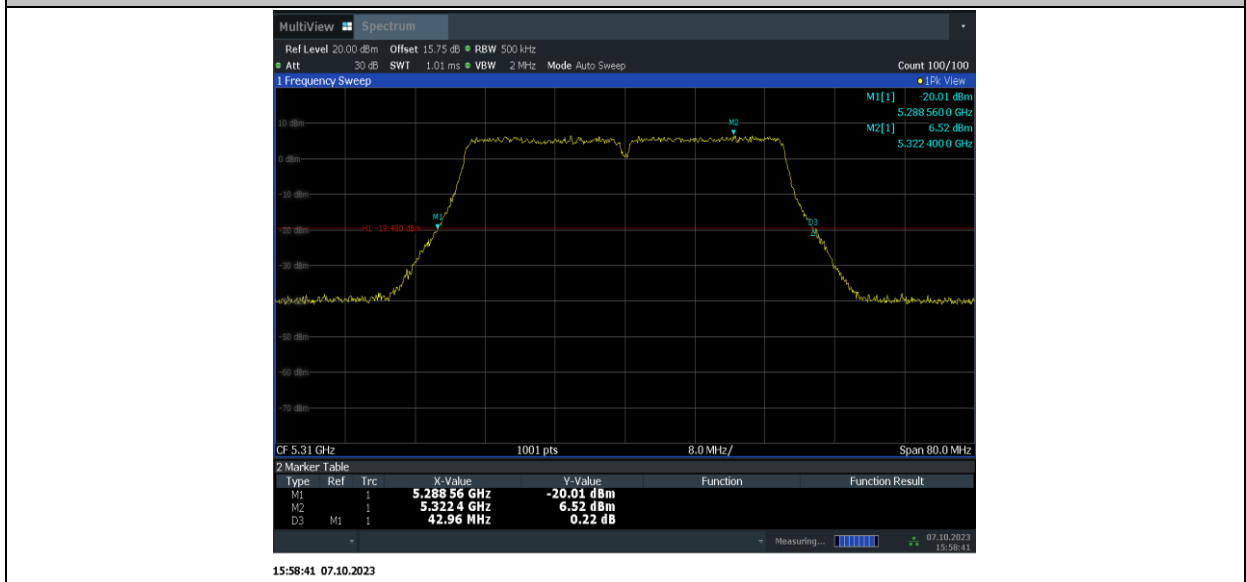 MultiView Spectrum
Ref Level 20.00 dBm Offset 15.75 dB RBW 500 kHz
Att 30 dB SWT 1.01 ms VBW 2 MHz Mode Auto Sweep Count 100/100
1 Frequency Sweep 1Pk View
M1[1] -20.01 dBm
5.288 560 0 GHz
M2[1] 6.52 dBm
5.322 400 0 GHz
10 dBm
M2
0 dBm
-10 dBm
M1
D3
-20 dBm
H1 -19.480 dBm
-30 dBm
-50 dBm
-60 dBm
-70 dBm
CF 5.31 GHz 1001 pts 8.0 MHz/ Span 80.0 MHz
2 Marker Table
Type Ref Trc X-Value Y-Value Function Function Result
M1 1 5.288 56 GHz -20.01 dBm
M2 1 5.322 4 GHz 6.52 dBm
D3 M1 1 42.96 MHz 0.22 dB
Measuring... 07.10.2023
15:58:41
15:58:41 07.10.2023